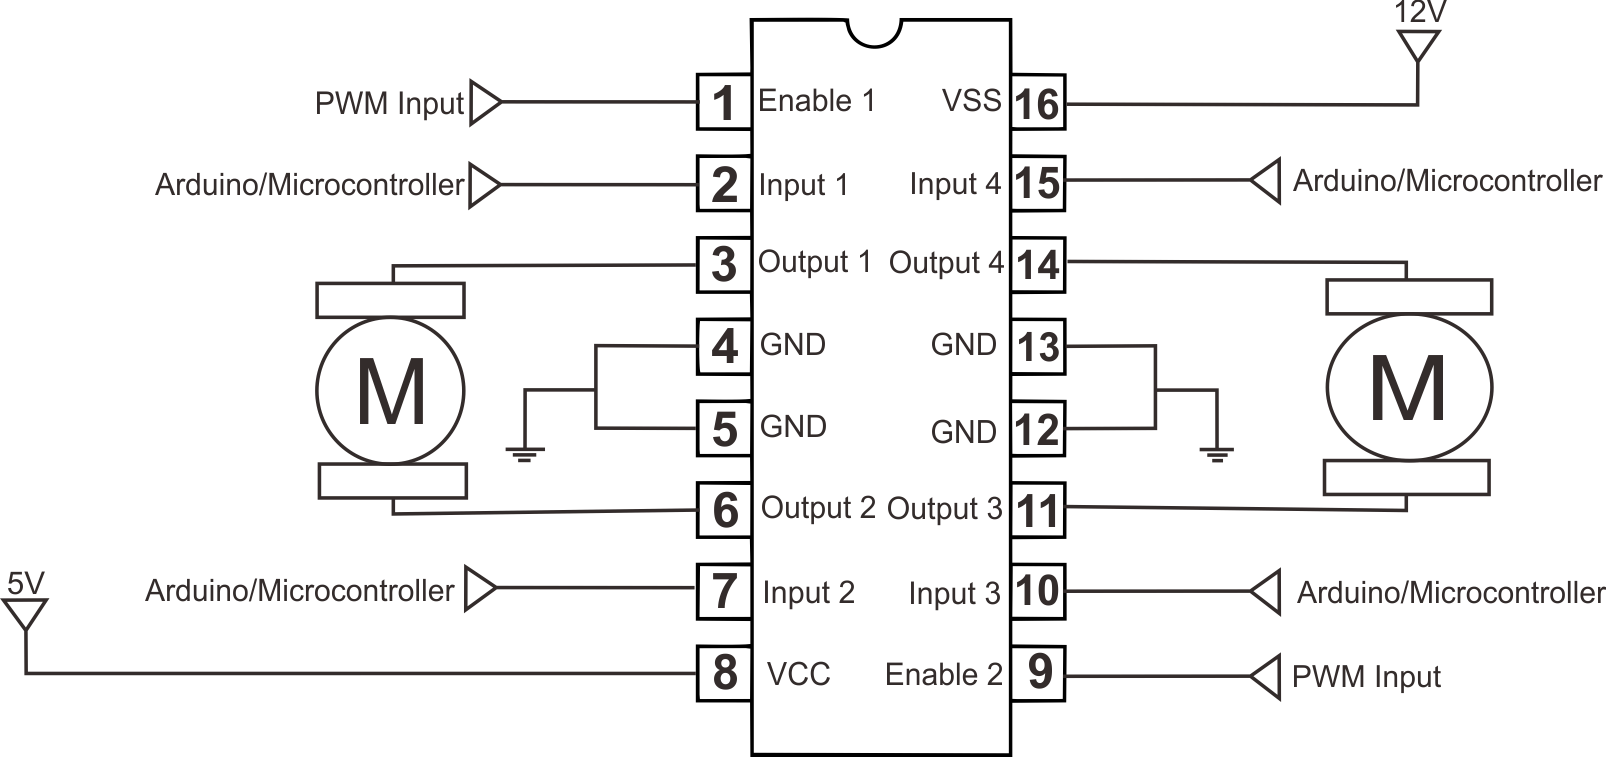 12V
PWM Input 1 Enable 1 VSS 16
Arduino/Microcontroller 2 Input 1 Input 4 15 Arduino/Microcontroller
3 Output 1 Output 4 14
M 4 GND GND 13 M
5 GND GND 12
6 Output 2 Output 3 11
5V Arduino/Microcontroller 7 Input 2 Input 3 10 Arduino/Microcontroller
8 VCC Enable 2 9 PWM Input